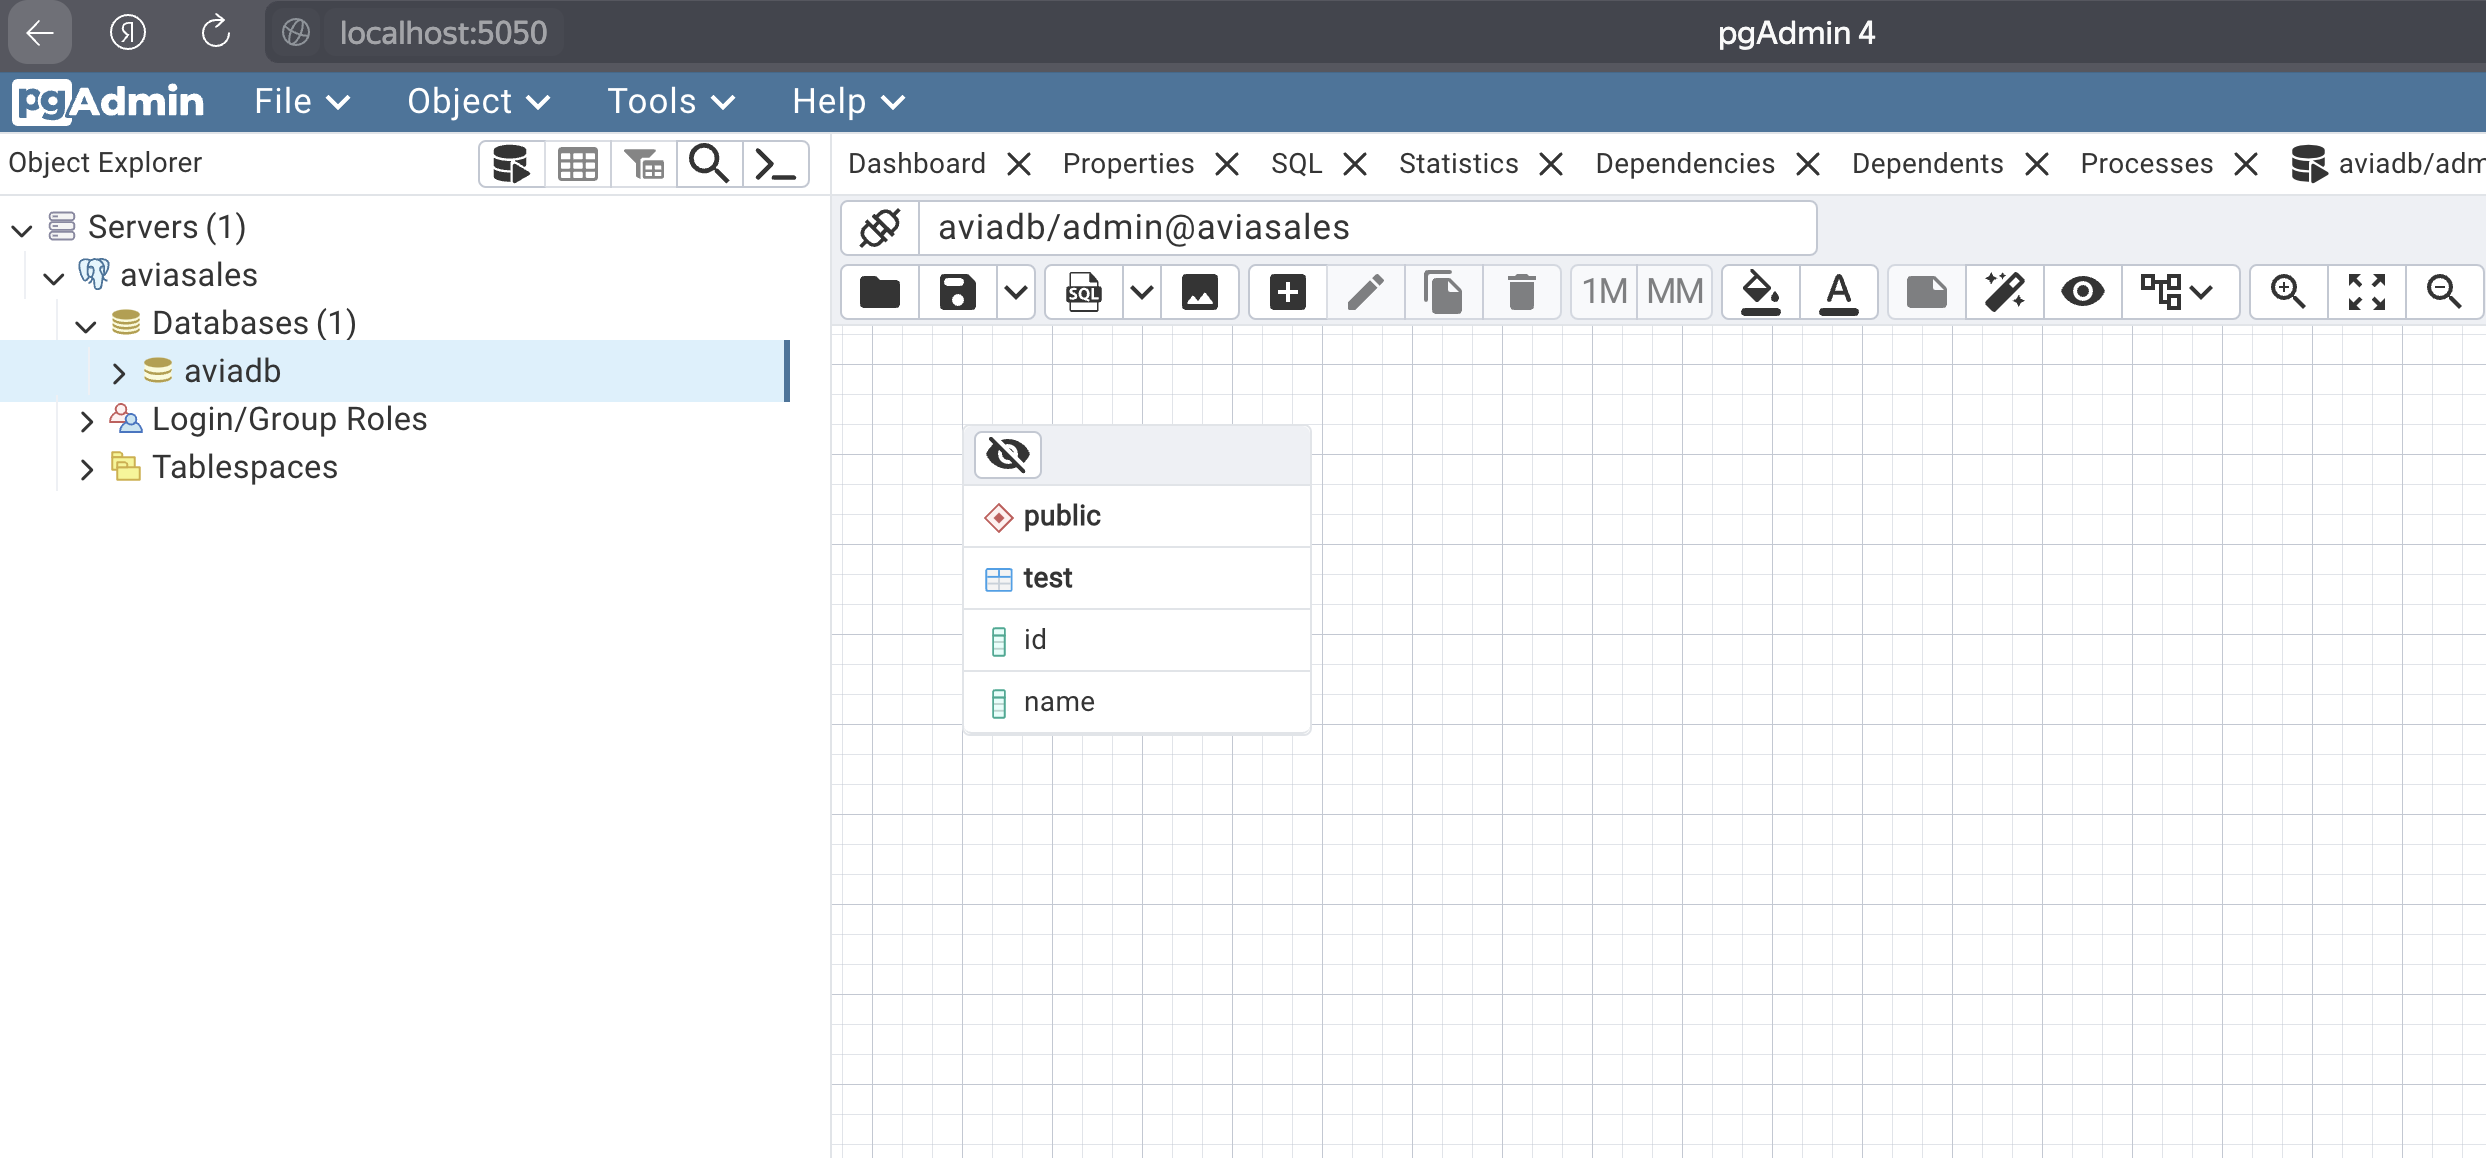 localhost:5050
pgAdmin 4
pgAdmin File Object Tools Help
Object Explorer
Dashboard Properties SQL Statistics Dependencies Dependents Processes aviadb/adm
Servers (1)
aviasales
Databases (1)
aviadb
Login/Group Roles
Tablespaces
aviadb/admin@aviasales
SQL 1M MM A
public
test
id
name